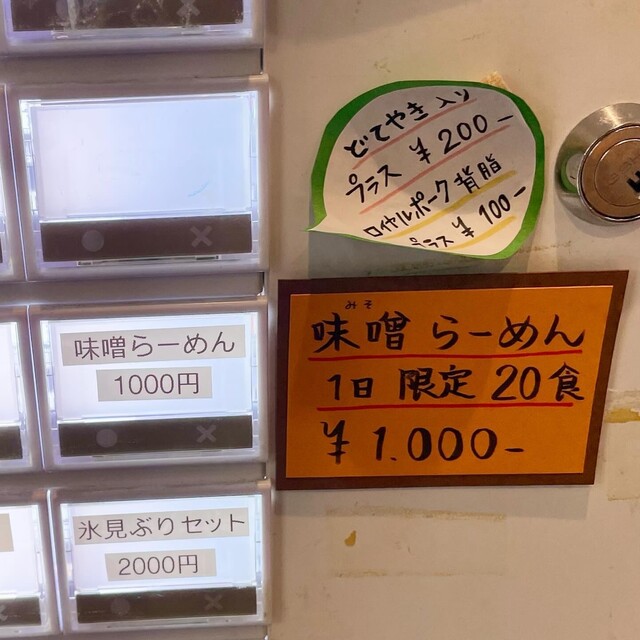 どてやき入り
プラス ¥200-
ロイヤルポーク背脂
プラス ¥100-
味噌らーめん
1000円
みそ
味噌らーめん
1日限定20食
¥1.000-
氷見ぶりセット
2000円